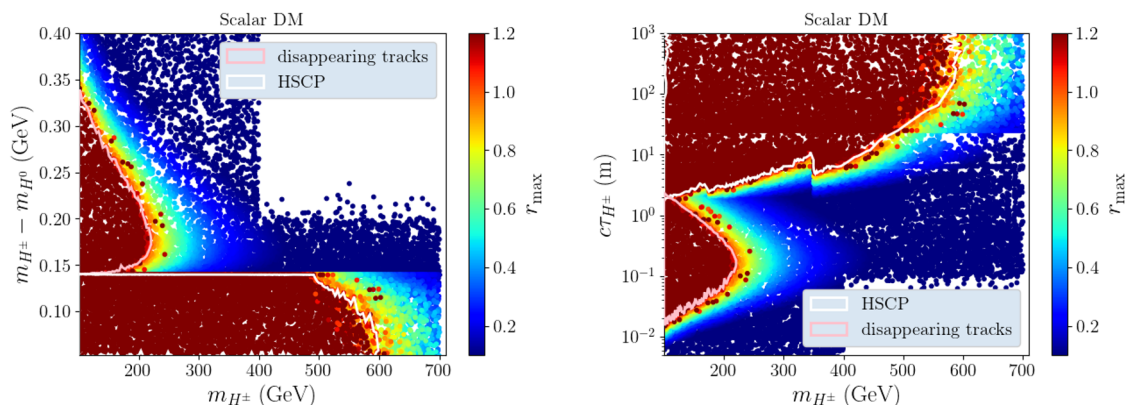 Scalar DM
0.40
0.35
0.30
0.25
0.20
0.15
0.10
m_{H^±} − m_{H^0} (GeV)
disappearing tracks
HSCP
200 300 400 500 600 700
m_{H^±} (GeV)
1.2
1.0
0.8
0.6
0.4
0.2
r_max
Scalar DM
10^3
10^2
10^1
10^0
10^{−1}
10^{−2}
cτ_{H^±} (m)
HSCP
disappearing tracks
200 300 400 500 600 700
m_{H^±} (GeV)
1.2
1.0
0.8
0.6
0.4
0.2
r_max